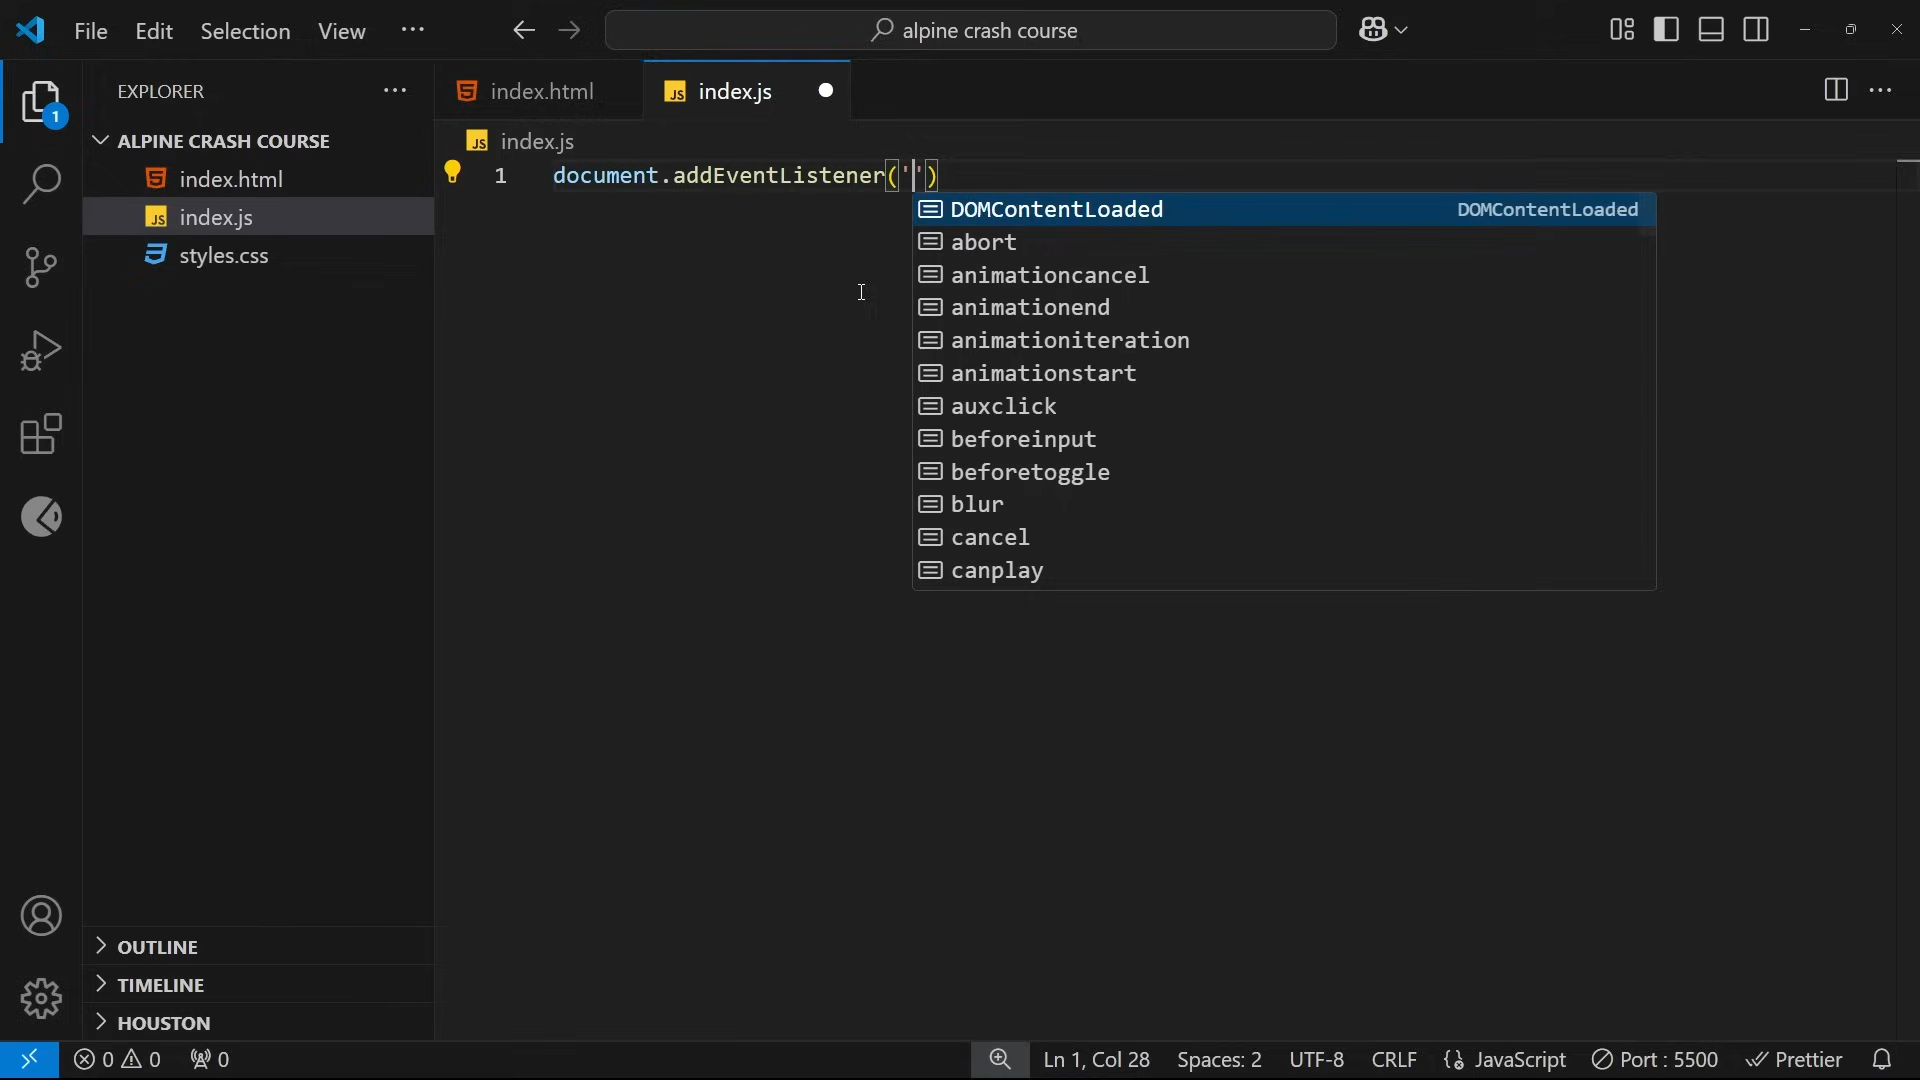 File Edit Selection View ···
alpine crash course
EXPLORER ···
1
ALPINE CRASH COURSE
index.html
index.js
styles.css
OUTLINE
TIMELINE
HOUSTON
index.html
JS index.js
JS index.js
1 document.addEventListener('')
DOMContentLoaded DOMContentLoaded
abort
animationcancel
animationend
animationiteration
animationstart
auxclick
beforeinput
beforetoggle
blur
cancel
canplay
0 0 0 Ln 1, Col 28 Spaces: 2 UTF-8 CRLF JavaScript Port : 5500 Prettier